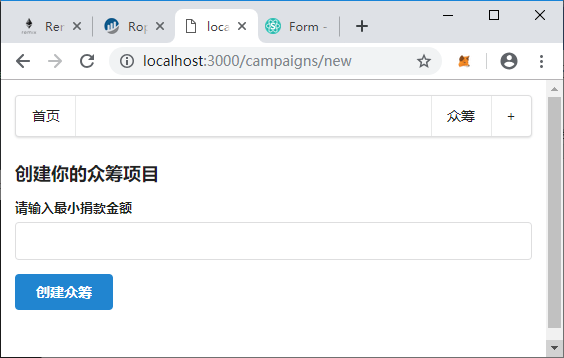 Rer
Rop
loca
Form -
localhost:3000/campaigns/new
首页
众筹
+
创建你的众筹项目
请输入最小捐款金额
创建众筹